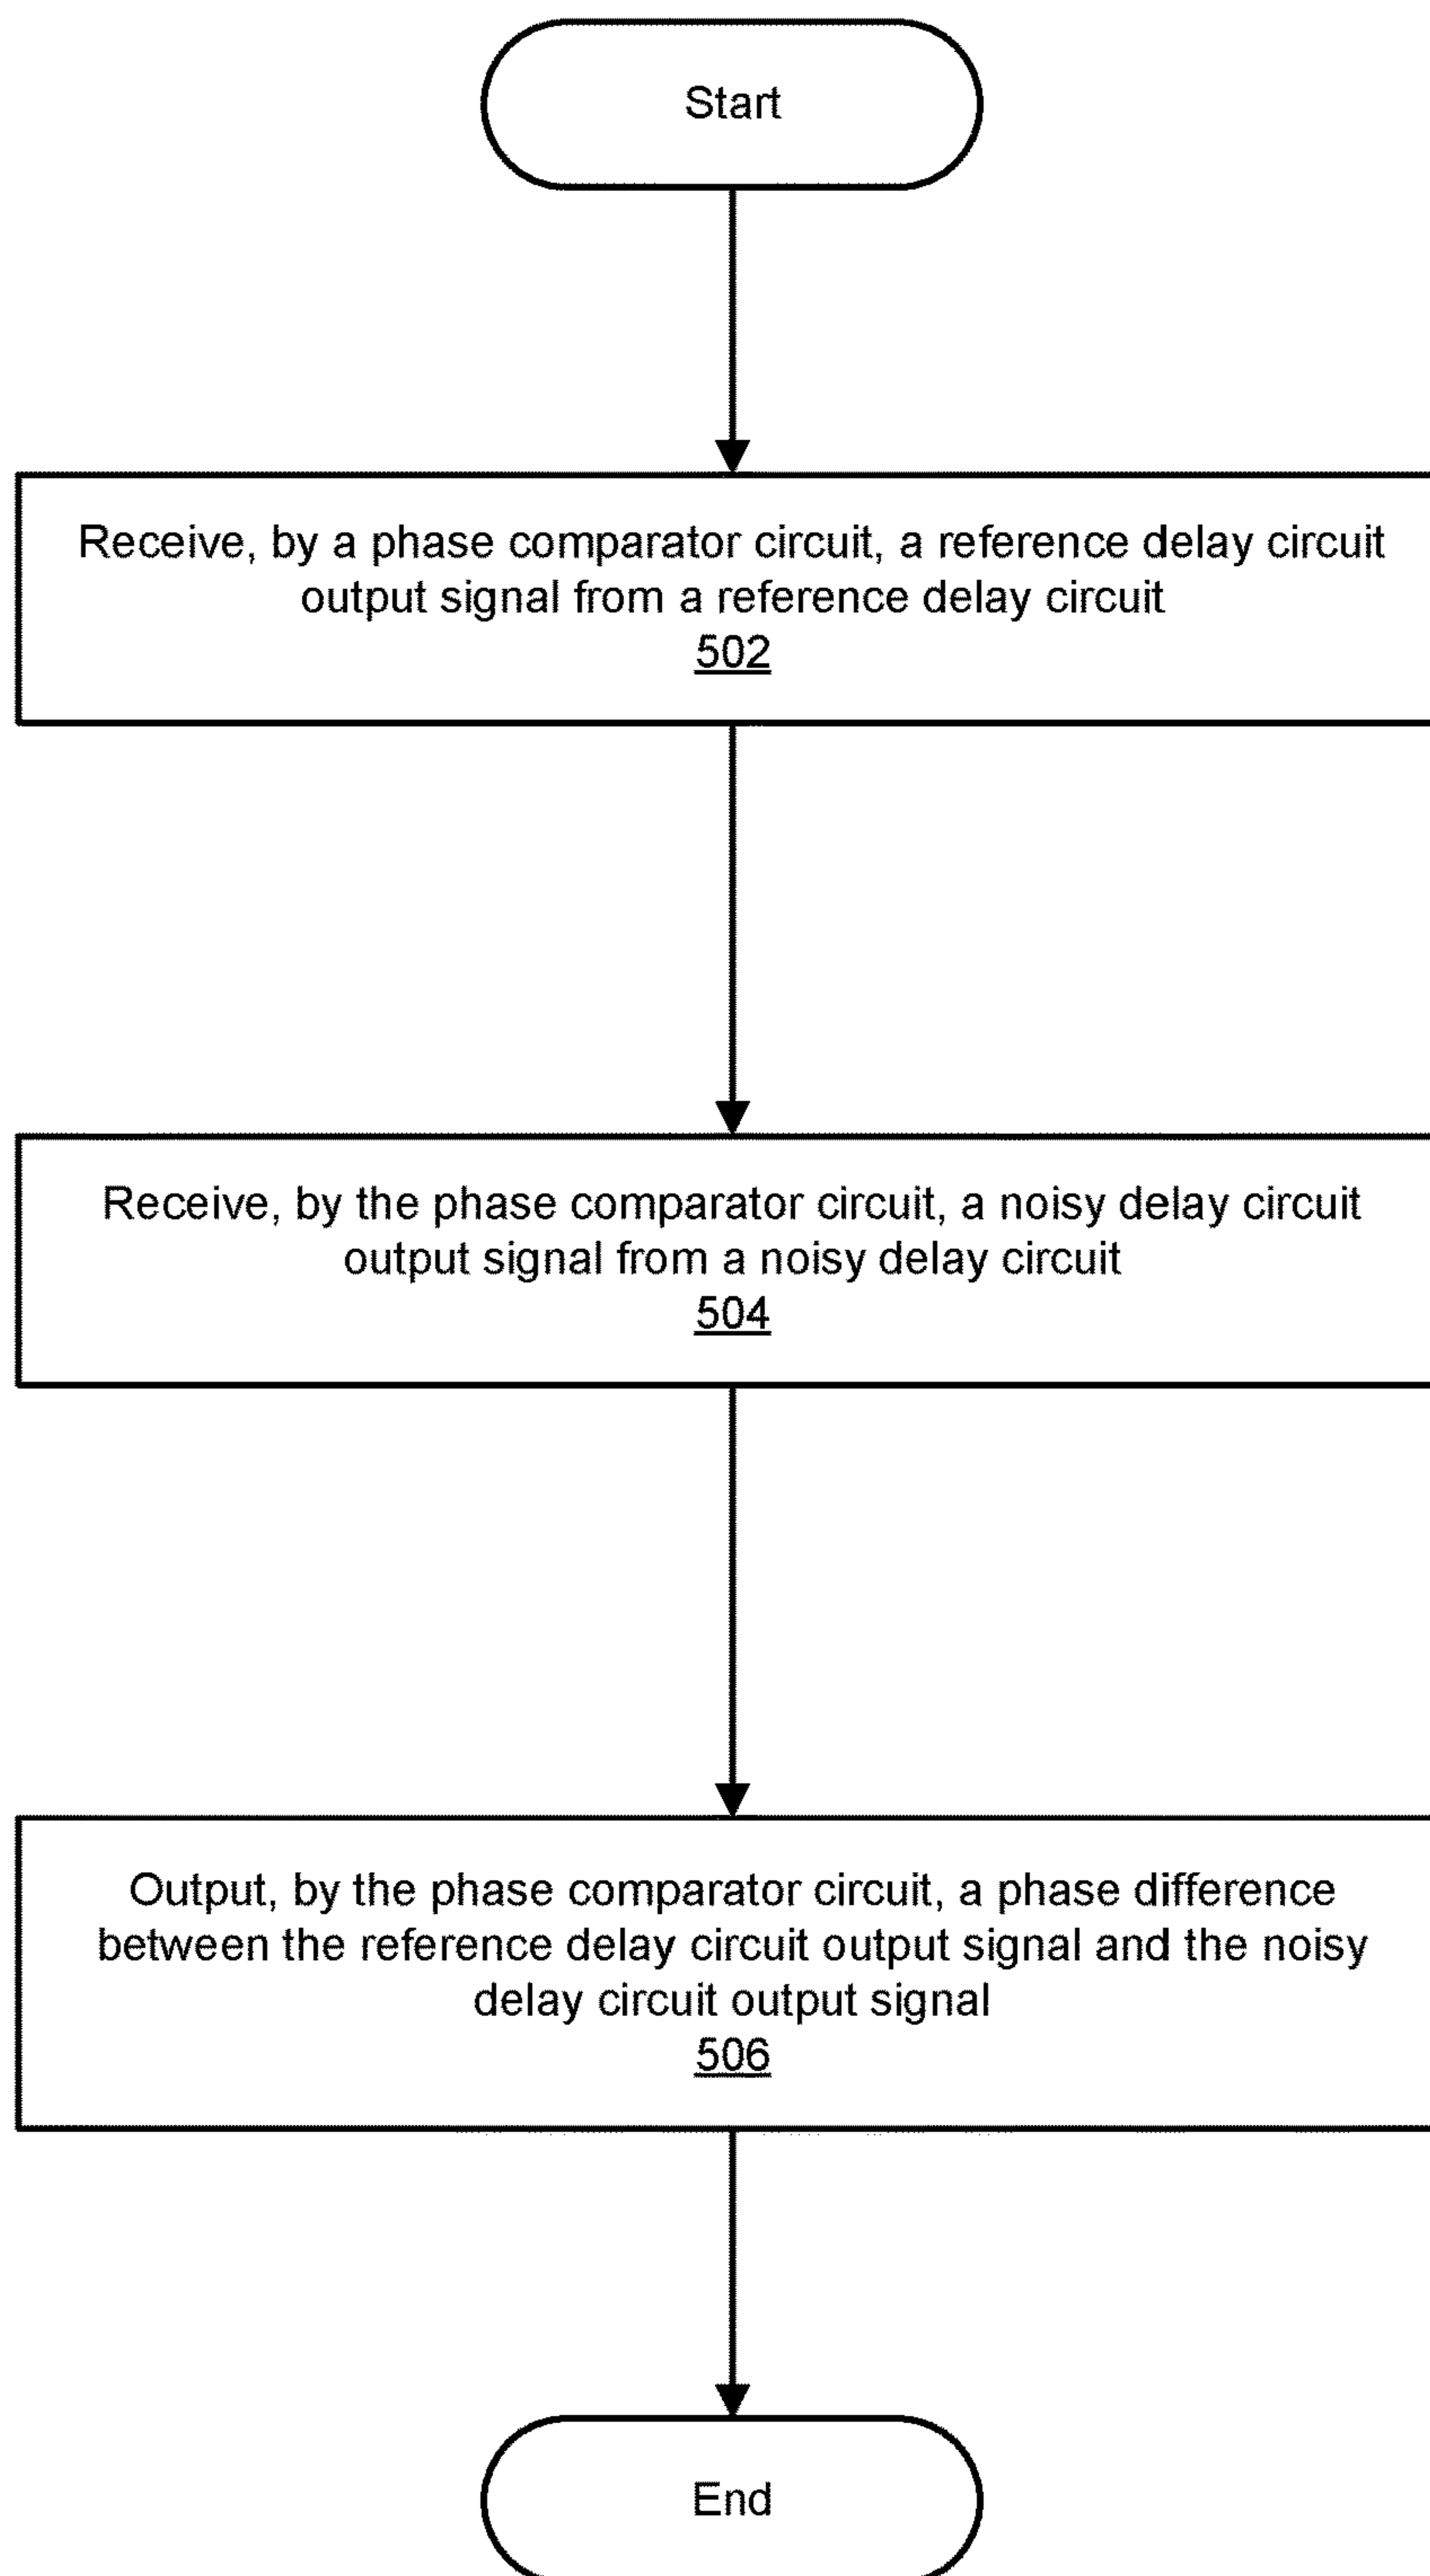 Start
Receive, by a phase comparator circuit, a reference delay circuit
output signal from a reference delay circuit
502
Receive, by the phase comparator circuit, a noisy delay circuit
output signal from a noisy delay circuit
504
Output, by the phase comparator circuit, a phase difference
between the reference delay circuit output signal and the noisy
delay circuit output signal
506
End